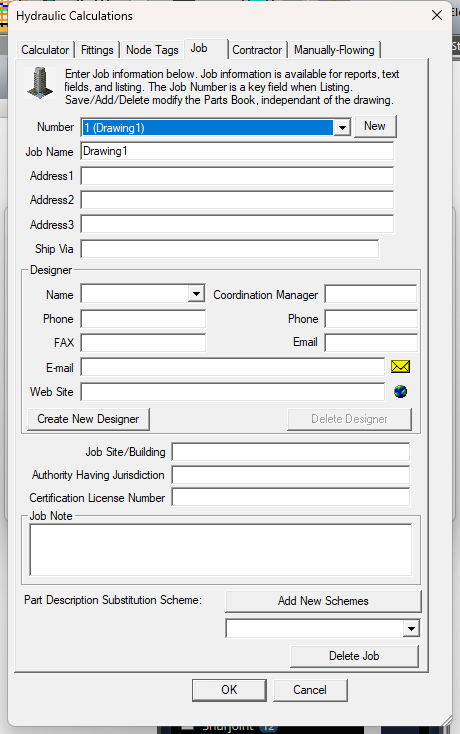 Hydraulic Calculations
Calculator Fittings Node Tags Job Contractor Manually-Flowing
Enter Job information below. Job information is available for reports, text
fields, and listing. The Job Number is a key field when Listing.
Save/Add/Delete modify the Parts Book, independant of the drawing.
Number 1 (Drawing1) New
Job Name Drawing1
Address1
Address2
Address3
Ship Via
Designer
Name Coordination Manager
Phone Phone
FAX Email
E-mail
Web Site
Create New Designer Delete Designer
Job Site/Building
Authority Having Jurisdiction
Certification License Number
Job Note
Part Description Substitution Scheme: Add New Schemes
Delete Job
OK Cancel